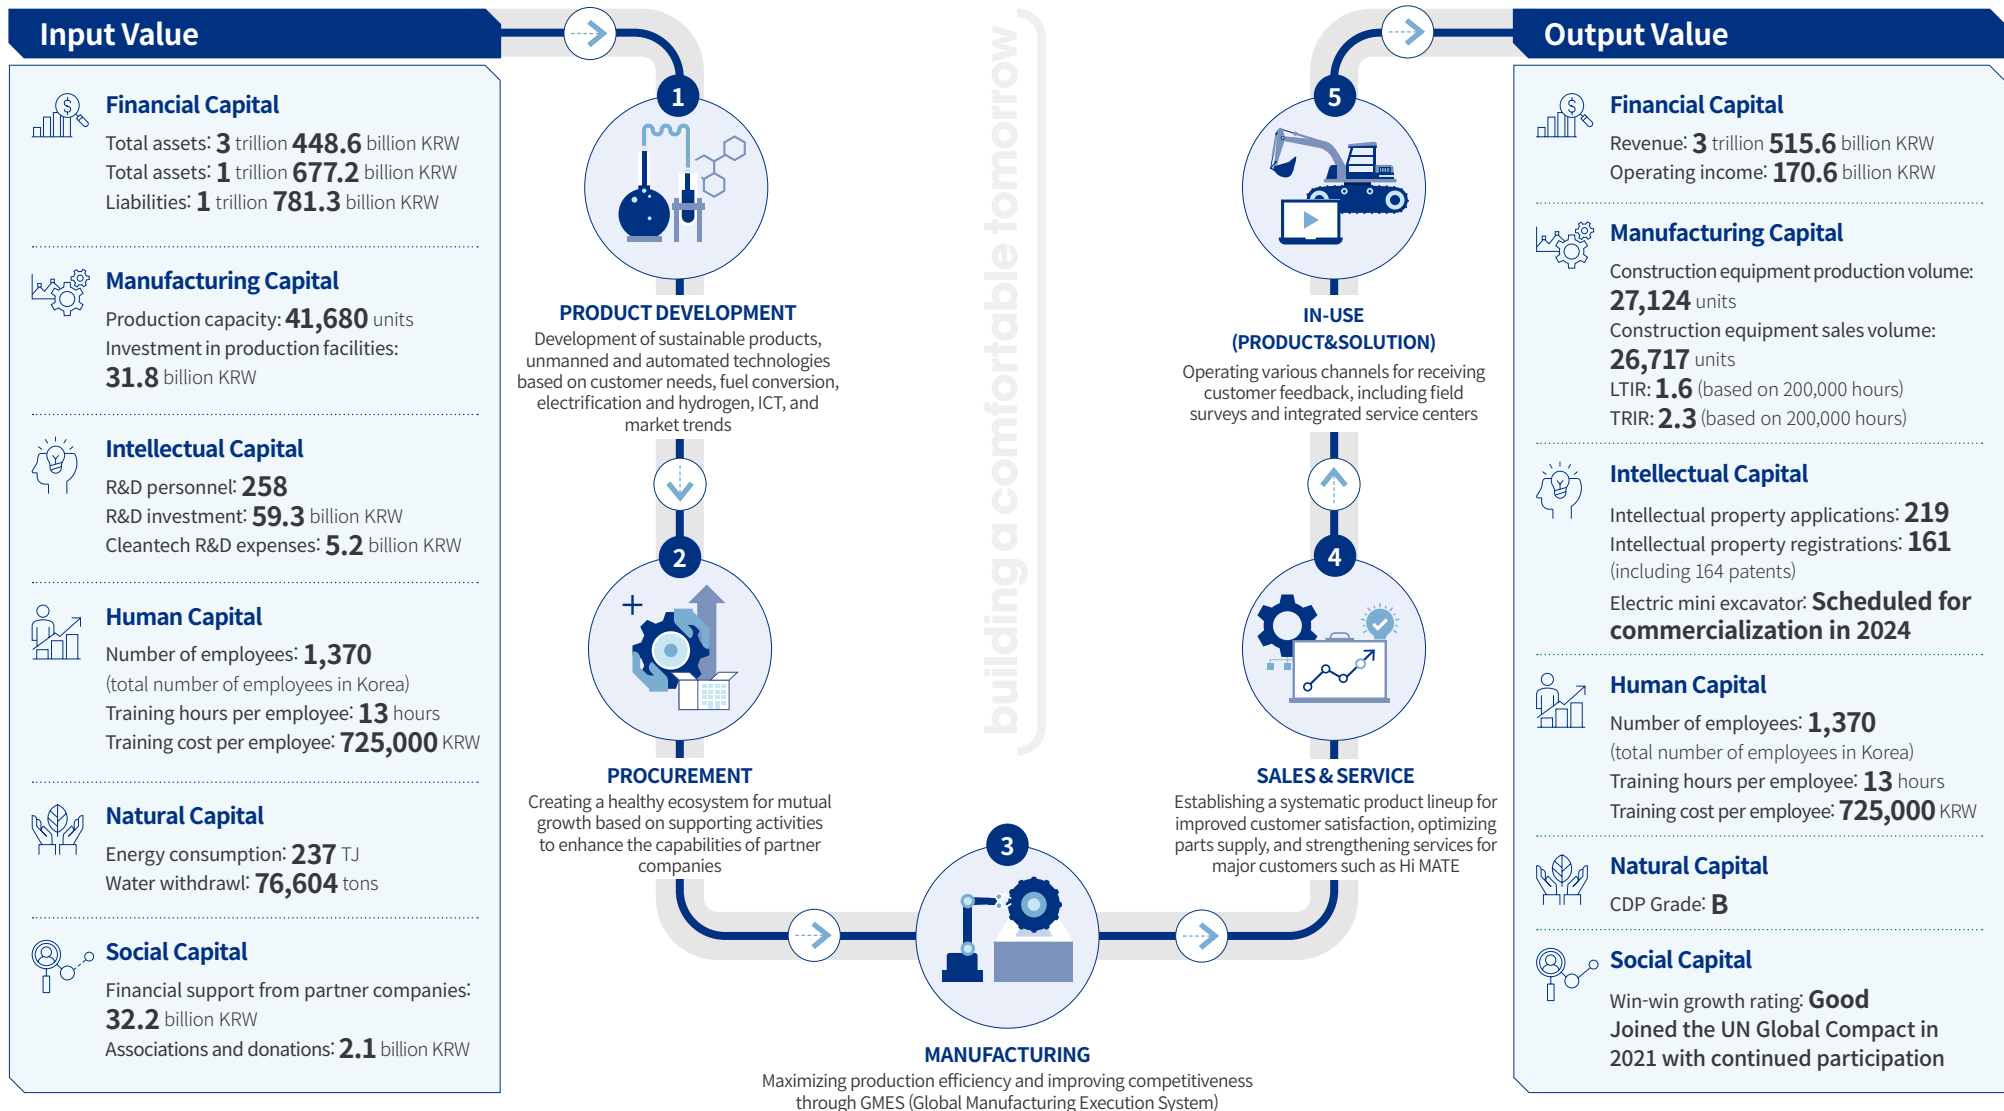 Input Value
Financial Capital
Total assets: 3 trillion 448.6 billion KRW
Total assets: 1 trillion 677.2 billion KRW
Liabilities: 1 trillion 781.3 billion KRW
Manufacturing Capital
Production capacity: 41,680 units
Investment in production facilities:
31.8 billion KRW
Intellectual Capital
R&D personnel: 258
R&D investment: 59.3 billion KRW
Cleantech R&D expenses: 5.2 billion KRW
Human Capital
Number of employees: 1,370
(total number of employees in Korea)
Training hours per employee: 13 hours
Training cost per employee: 725,000 KRW
Natural Capital
Energy consumption: 237 TJ
Water withdrawl: 76,604 tons
Social Capital
Financial support from partner companies:
32.2 billion KRW
Associations and donations: 2.1 billion KRW
1
PRODUCT DEVELOPMENT
Development of sustainable products,
unmanned and automated technologies
based on customer needs, fuel conversion,
electrification and hydrogen, ICT, and
market trends
2
PROCUREMENT
Creating a healthy ecosystem for mutual
growth based on supporting activities
to enhance the capabilities of partner
companies
building a comfortable tomorrow
3
MANUFACTURING
Maximizing production efficiency and improving competitiveness
through GMES (Global Manufacturing Execution System)
4
SALES & SERVICE
Establishing a systematic product lineup for
improved customer satisfaction, optimizing
parts supply, and strengthening services for
major customers such as Hi MATE
5
IN-USE
(PRODUCT&SOLUTION)
Operating various channels for receiving
customer feedback, including field
surveys and integrated service centers
Output Value
Financial Capital
Revenue: 3 trillion 515.6 billion KRW
Operating income: 170.6 billion KRW
Manufacturing Capital
Construction equipment production volume:
27,124 units
Construction equipment sales volume:
26,717 units
LTIR: 1.6 (based on 200,000 hours)
TRIR: 2.3 (based on 200,000 hours)
Intellectual Capital
Intellectual property applications: 219
Intellectual property registrations: 161
(including 164 patents)
Electric mini excavator: Scheduled for
commercialization in 2024
Human Capital
Number of employees: 1,370
(total number of employees in Korea)
Training hours per employee: 13 hours
Training cost per employee: 725,000 KRW
Natural Capital
CDP Grade: B
Social Capital
Win-win growth rating: Good
Joined the UN Global Compact in
2021 with continued participation